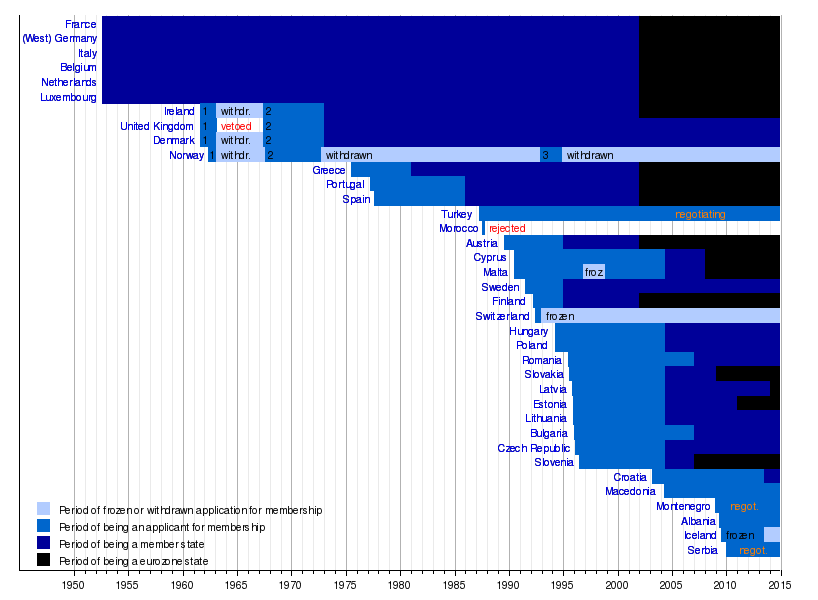 France
(West) Germany
Italy
Belgium
Netherlands
Luxembourg
Ireland 1 withdr. 2
United Kingdom 1 vetoed 2
Denmark 1 withdr. 2
Norway 1 withdr. 2 withdrawn 3 withdrawn
Greece
Portugal
Spain
Turkey negotiating
Morocco rejected
Austria
Cyprus
Malta froz
Sweden
Finland
Switzerland frozen
Hungary
Poland
Romania
Slovakia
Latvia
Estonia
Lithuania
Bulgaria
Czech Republic
Slovenia
Croatia
Macedonia
Montenegro negot.
Albania
Iceland frozen
Serbia negot.
Period of frozen or withdrawn application for membership
Period of being an applicant for membership
Period of being a member state
Period of being a eurozone state
1950 1955 1960 1965 1970 1975 1980 1985 1990 1995 2000 2005 2010 2015